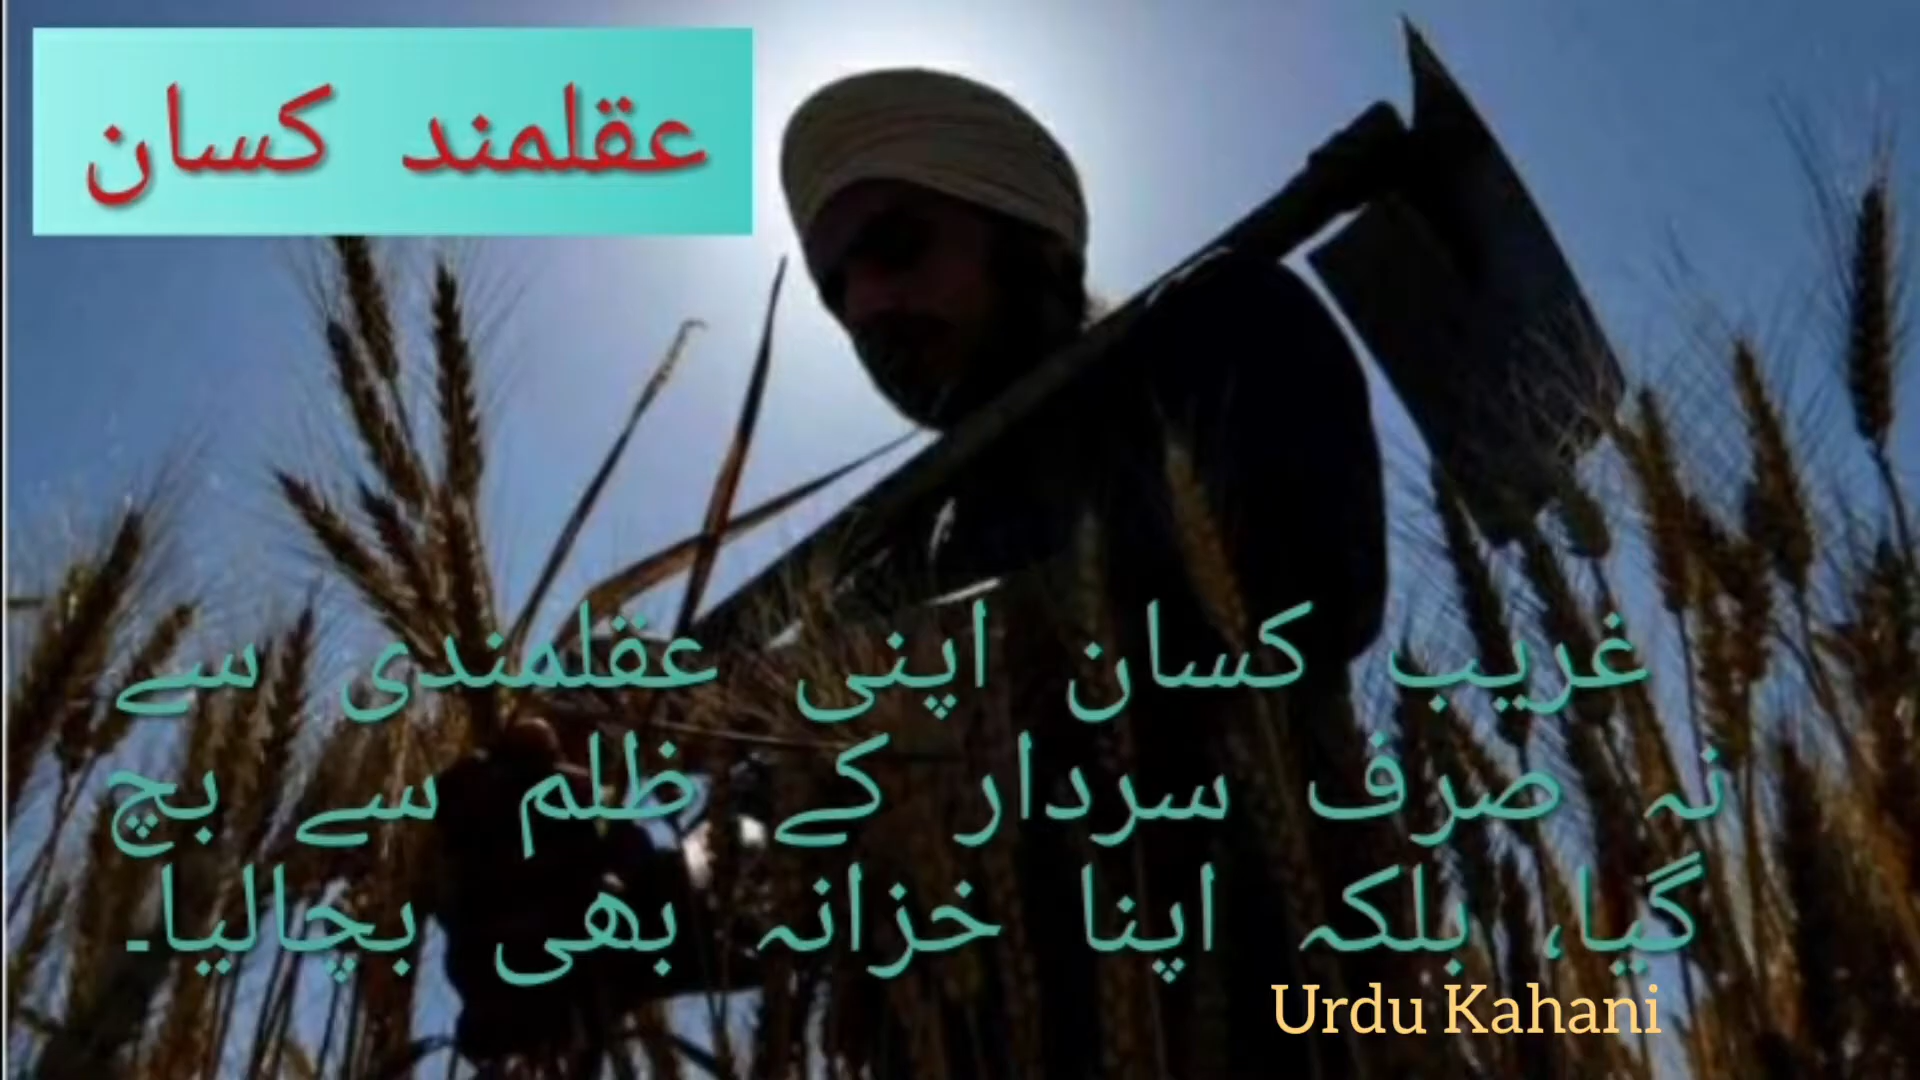 عقلمند کسان
غریب کسان اپنی عقلمندی سے
نہ صرف سردار کے ظلم سے بچ
گیا، بلکہ اپنا خزانہ بھی بچالیا۔
Urdu Kahani